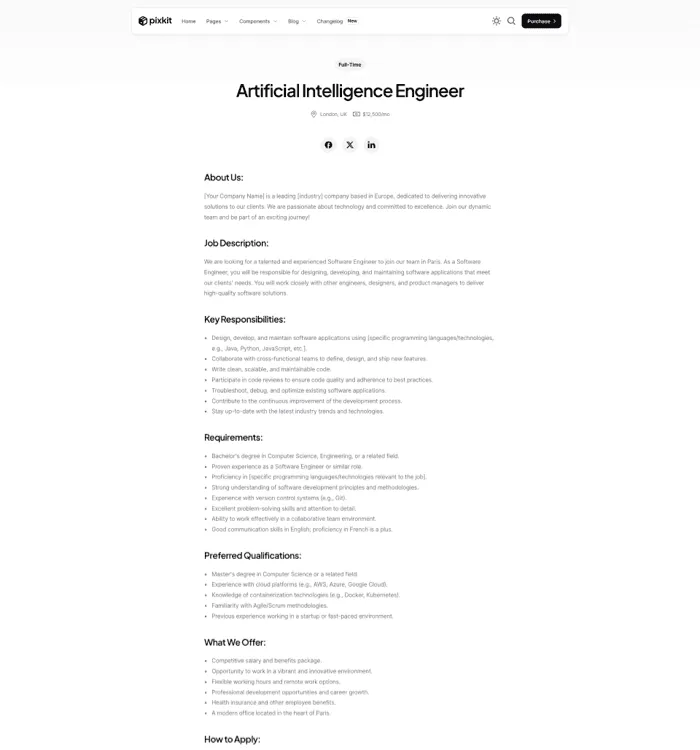 pixkit Home Pages Components Blog Changelog New Purchase
Full-Time
Artificial Intelligence Engineer
London, UK $12,500/mo
About Us:
[Your Company Name] is a leading [industry] company based in Europe, dedicated to delivering innovative
solutions to our clients. We are passionate about technology and committed to excellence. Join our dynamic
team and be part of an exciting journey!
Job Description:
We are looking for a talented and experienced Software Engineer to join our team in Paris. As a Software
Engineer, you will be responsible for designing, developing, and maintaining software applications that meet
our clients' needs. You will work closely with other engineers, designers, and product managers to deliver
high-quality software solutions.
Key Responsibilities:
• Design, develop, and maintain software applications using [specific programming languages/technologies,
e.g., Java, Python, JavaScript, etc.].
• Collaborate with cross-functional teams to define, design, and ship new features.
• Write clean, scalable, and maintainable code.
• Participate in code reviews to ensure code quality and adherence to best practices.
• Troubleshoot, debug, and optimize existing software applications.
• Contribute to the continuous improvement of the development process.
• Stay up-to-date with the latest industry trends and technologies.
Requirements:
• Bachelor's degree in Computer Science, Engineering, or a related field.
• Proven experience as a Software Engineer or similar role.
• Proficiency in [specific programming languages/technologies relevant to the job].
• Strong understanding of software development principles and methodologies.
• Experience with version control systems (e.g., Git).
• Excellent problem-solving skills and attention to detail.
• Ability to work effectively in a collaborative team environment.
• Good communication skills in English; proficiency in French is a plus.
Preferred Qualifications:
• Master's degree in Computer Science or a related field.
• Experience with cloud platforms (e.g., AWS, Azure, Google Cloud).
• Knowledge of containerization technologies (e.g., Docker, Kubernetes).
• Familiarity with Agile/Scrum methodologies.
• Previous experience working in a startup or fast-paced environment.
What We Offer:
• Competitive salary and benefits package.
• Opportunity to work in a vibrant and innovative environment.
• Flexible working hours and remote work options.
• Professional development opportunities and career growth.
• Health insurance and other employee benefits.
• A modern office located in the heart of Paris.
How to Apply: